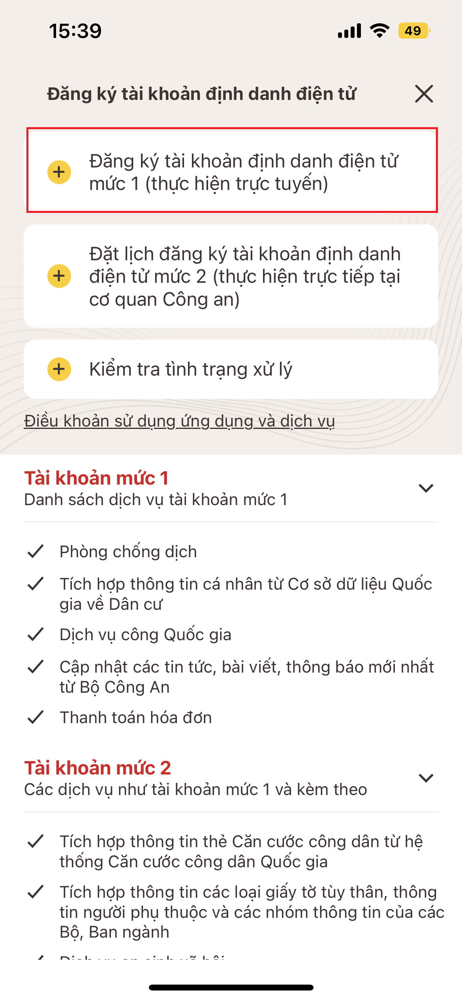 15:39
49
Đăng ký tài khoản định danh điện tử
Đăng ký tài khoản định danh điện tử
mức 1 (thực hiện trực tuyến)
Đặt lịch đăng ký tài khoản định danh
điện tử mức 2 (thực hiện trực tiếp tại
cơ quan Công an)
Kiểm tra tình trạng xử lý
Điều khoản sử dụng ứng dụng và dịch vụ
Tài khoản mức 1
Danh sách dịch vụ tài khoản mức 1
Phòng chống dịch
Tích hợp thông tin cá nhân từ Cơ sở dữ liệu Quốc
gia về Dân cư
Dịch vụ công Quốc gia
Cập nhật các tin tức, bài viết, thông báo mới nhất
từ Bộ Công An
Thanh toán hóa đơn
Tài khoản mức 2
Các dịch vụ như tài khoản mức 1 và kèm theo
Tích hợp thông tin thẻ Căn cước công dân từ hệ
thống Căn cước công dân Quốc gia
Tích hợp thông tin các loại giấy tờ tùy thân, thông
tin người phụ thuộc và các nhóm thông tin của các
Bộ, Ban ngành
Dịch vụ an sinh xã hội